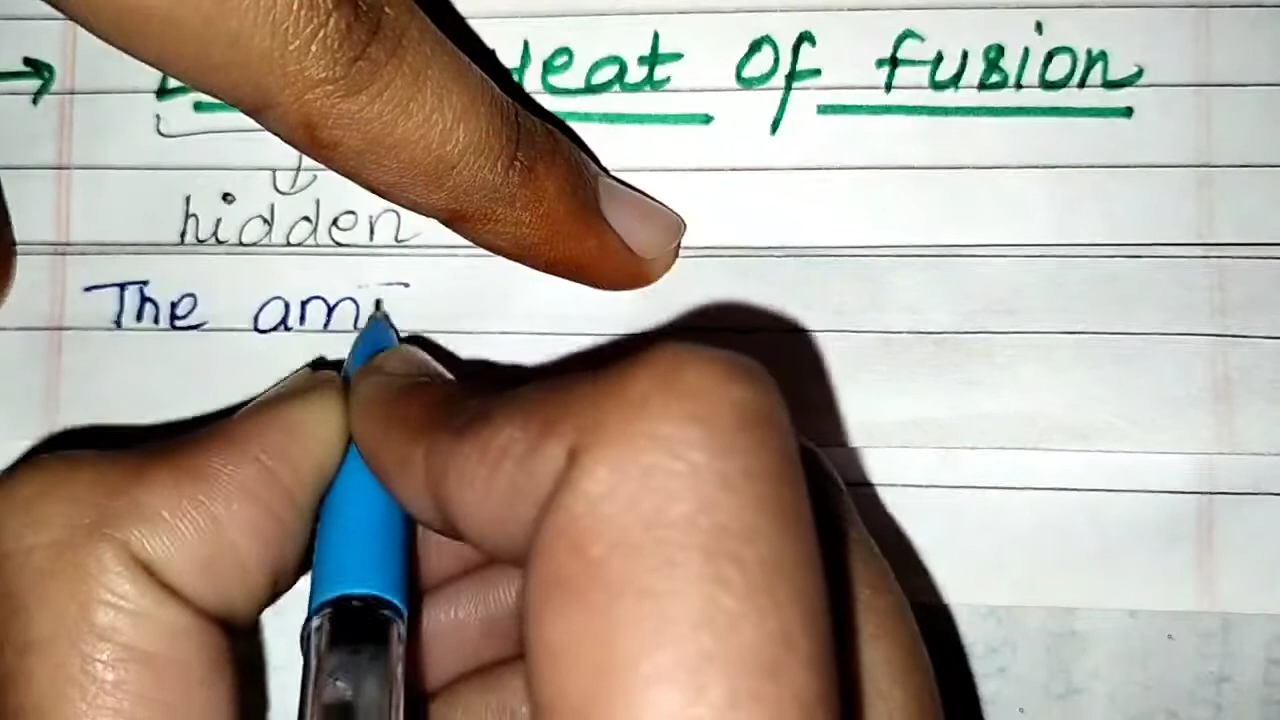 → Heat Of fusion
hidden
The am